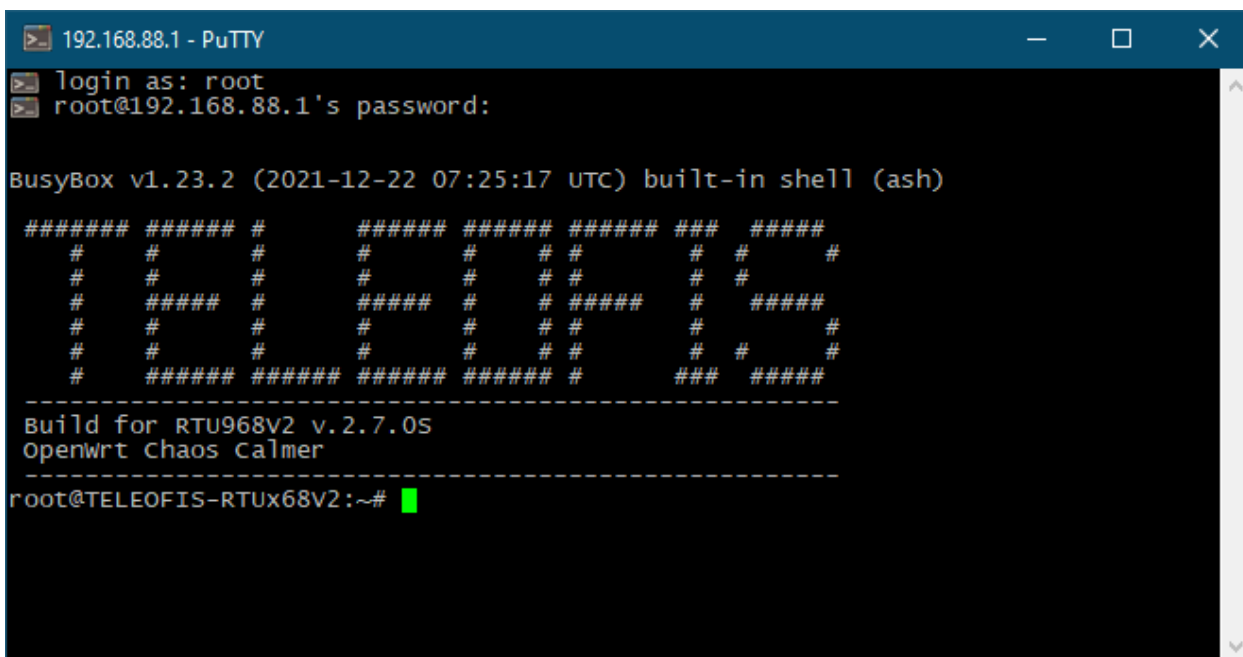 192.168.88.1 - PuTTY
login as: root
root@192.168.88.1's password:
BusyBox v1.23.2 (2021-12-22 07:25:17 UTC) built-in shell (ash)
TELEOFIS
------------------------------------------------------
Build for RTU968V2 v.2.7.OS
OpenWrt Chaos Calmer
------------------------------------------------------
root@TELEOFIS-RTUx68V2:~#